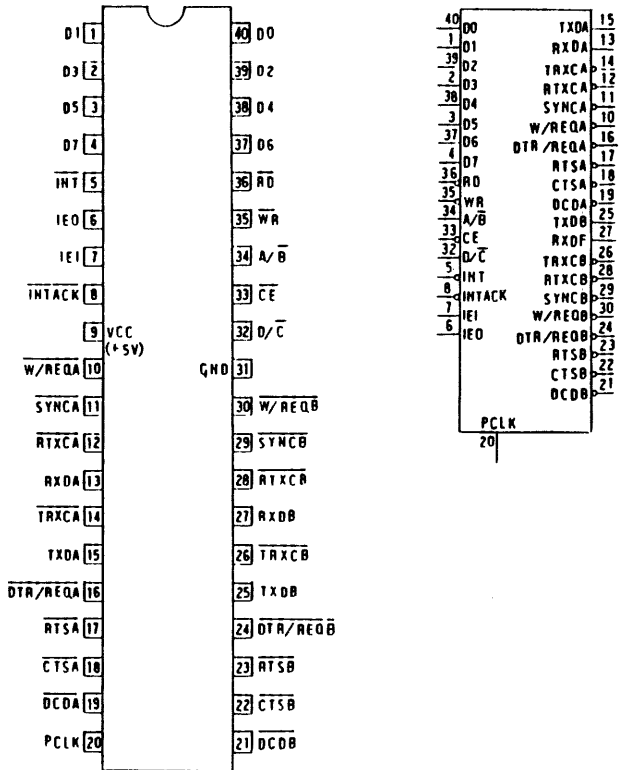 D1 1 40 D0
D3 2 39 D2
D5 3 38 D4
D7 4 37 D6
INT 5 36 RD
IEO 6 35 WR
IEI 7 34 A/B
INTACK 8 33 CE
9 VCC 32 D/C
(+5V)
W/REQA 10 GND 31
SYNCA 11 30 W/REQB
RTXCA 12 29 SYNCB
RXDA 13 28 RTXCB
TRXCA 14 27 RXDB
TXDA 15 26 TRXCB
DTR/REQA 16 25 TXDB
RTSA 17 24 DTR/REQB
CTSA 18 23 RTSB
DCDA 19 22 CTSB
PCLK 20 21 DCDB
40 D0 TXDA 15
1 D1 RXDA 13
39 D2 TRXCA 14
2 D3 RTXCA 12
38 D4 SYNCA 11
3 D5 W/REQA 10
37 D6 DTR/REQA 16
4 D7 RTSA 17
36 RD CTSA 18
35 WR DCDA 19
34 A/B TXDB 25
33 CE RXDF 27
32 D/C TRXCB 26
5 INT RTXCB 28
8 INTACK SYNCB 29
7 IEI W/REQB 30
6 IEO DTR/REQB 24
RTSB 23
CTSB 22
DCDB 21
PCLK
20